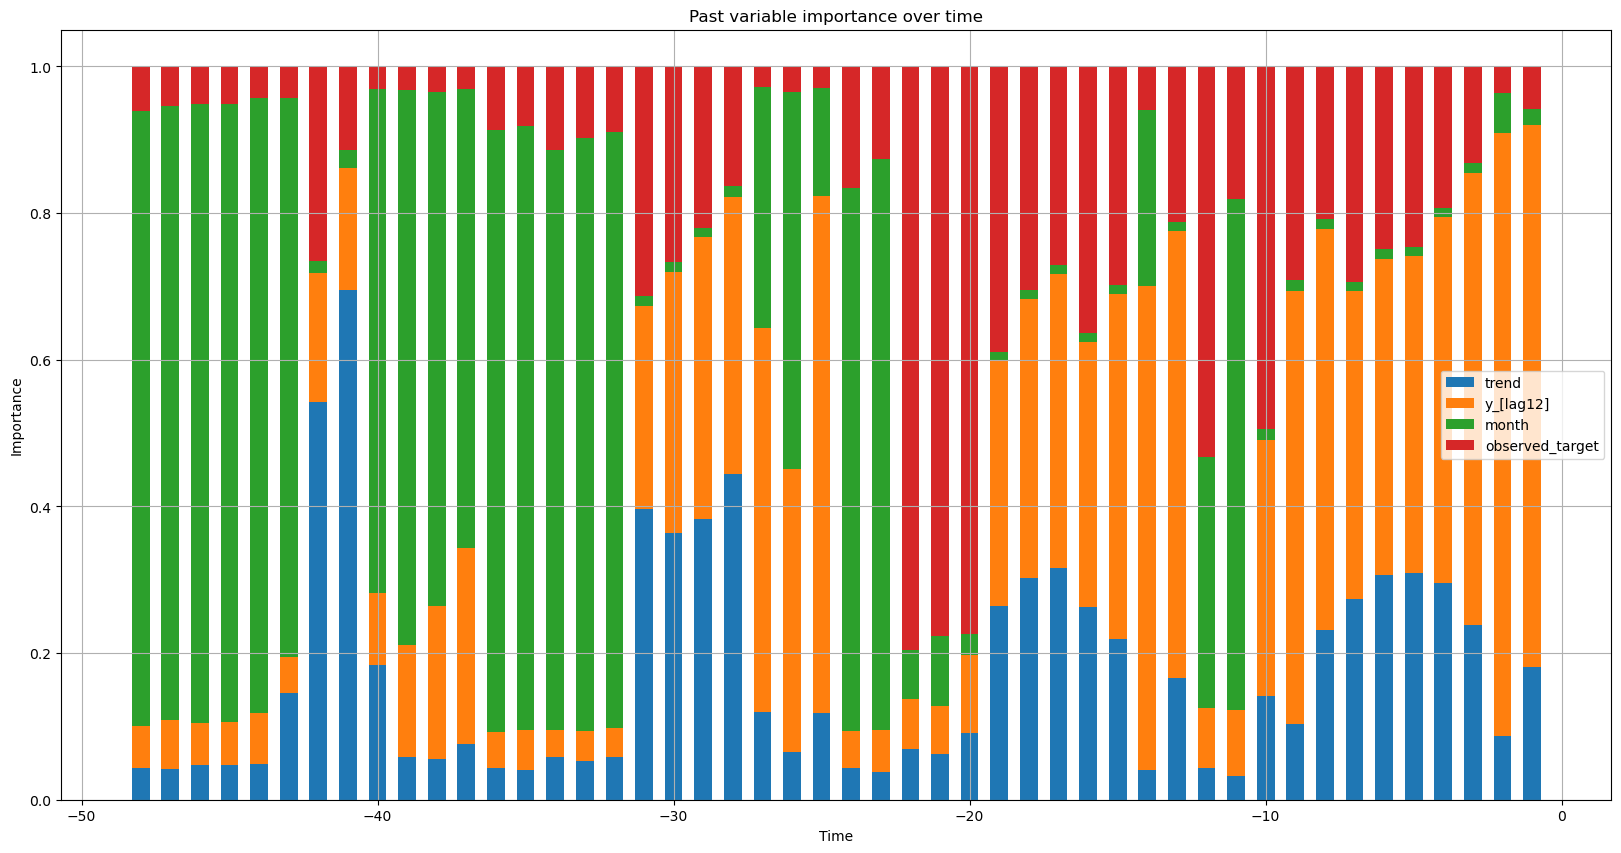 Past variable importance over time
1.0
0.8
0.6
0.4
0.2
0.0
Importance
trend
y_[lag12]
month
observed_target
−50 −40 −30 −20 −10 0
Time